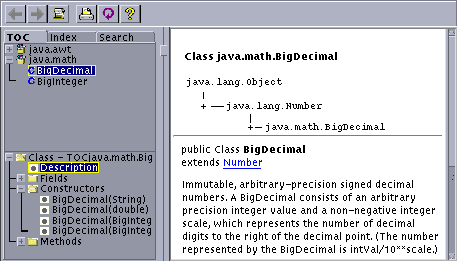 TOC Index Search
java.awt
java.math
BigDecimal
BigInteger
Class - TOCjava.math.Big
Description
Fields
Constructors
BigDecimal(String)
BigDecimal(double)
BigDecimal(BigInteg
BigDecimal(BigInteg
Methods
Class java.math.BigDecimal
java.lang.Object
java.lang.Number
java.math.BigDecimal
public Class BigDecimal
extends Number
Immutable, arbitrary-precision signed decimal
numbers. A BigDecimal consists of an arbitrary
precision integer value and a non-negative integer
scale, which represents the number of decimal
digits to the right of the decimal point. (The number
represented by the BigDecimal is intVal/10**scale.)